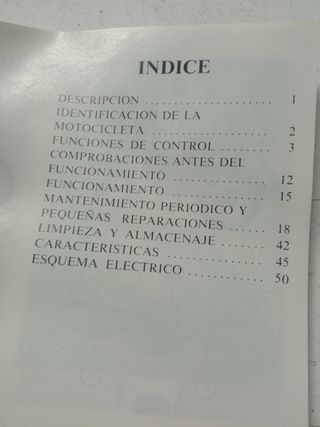 INDICE
DESCRIPCION ...................... 1
IDENTIFICACION DE LA
MOTOCICLETA ..................... 2
FUNCIONES DE CONTROL ........ 3
COMPROBACIONES ANTES DEL
FUNCIONAMIENTO ................ 12
FUNCIONAMIENTO ................ 15
MANTENIMIENTO PERIODICO Y
PEQUEÑAS REPARACIONES ...... 18
LIMPIEZA Y ALMACENAJE ....... 42
CARACTERISTICAS ................ 45
ESQUEMA ELECTRICO ............ 50